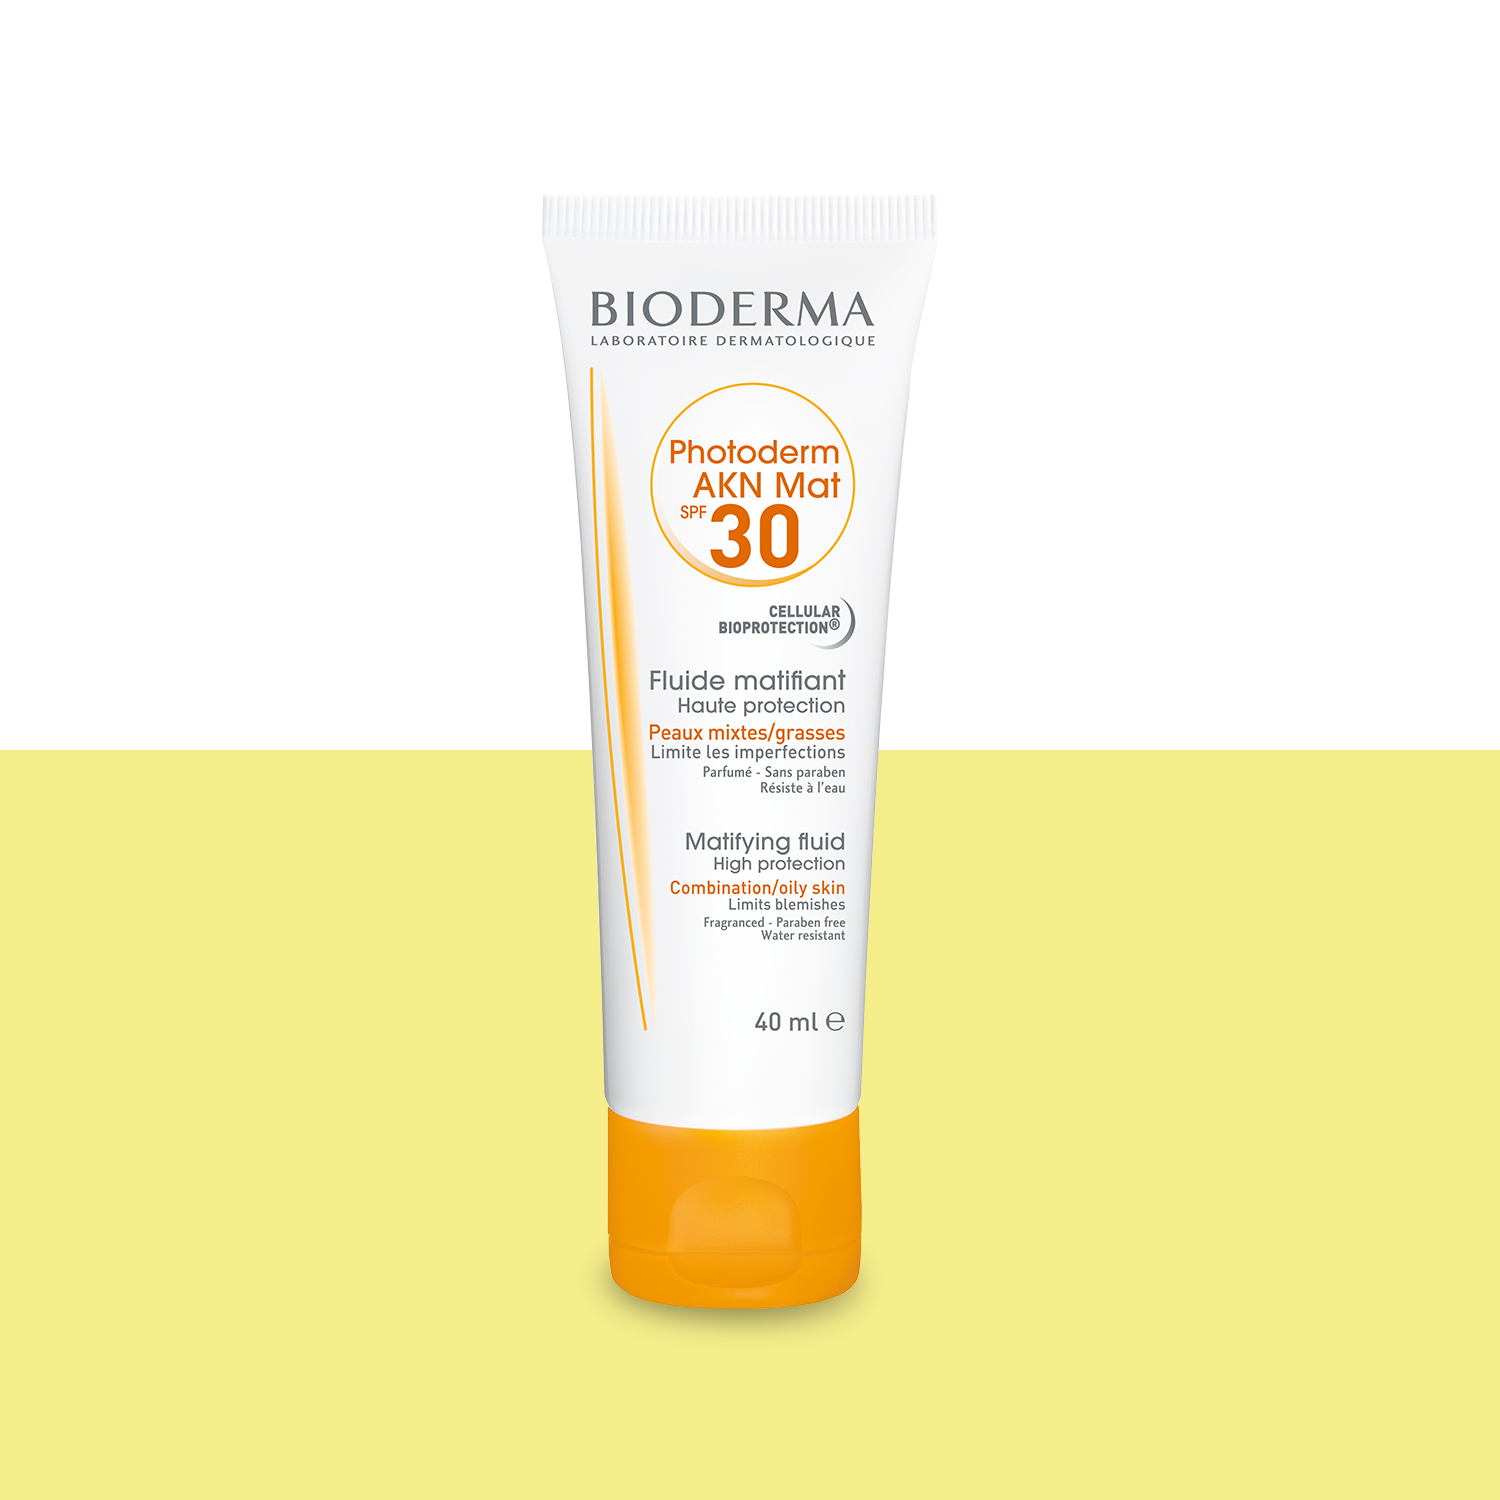 BIODERMA
LABORATOIRE DERMATOLOGIQUE
Photoderm
AKN Mat
SPF 30
CELLULAR
BIOPROTECTION®
Fluide matifiant
Haute protection
Peaux mixtes/grasses
Limite les imperfections
Parfumé - Sans paraben
Résiste à l'eau
Matifying fluid
High protection
Combination/oily skin
Limits blemishes
Fragranced - Paraben free
Water resistant
40 ml ℮